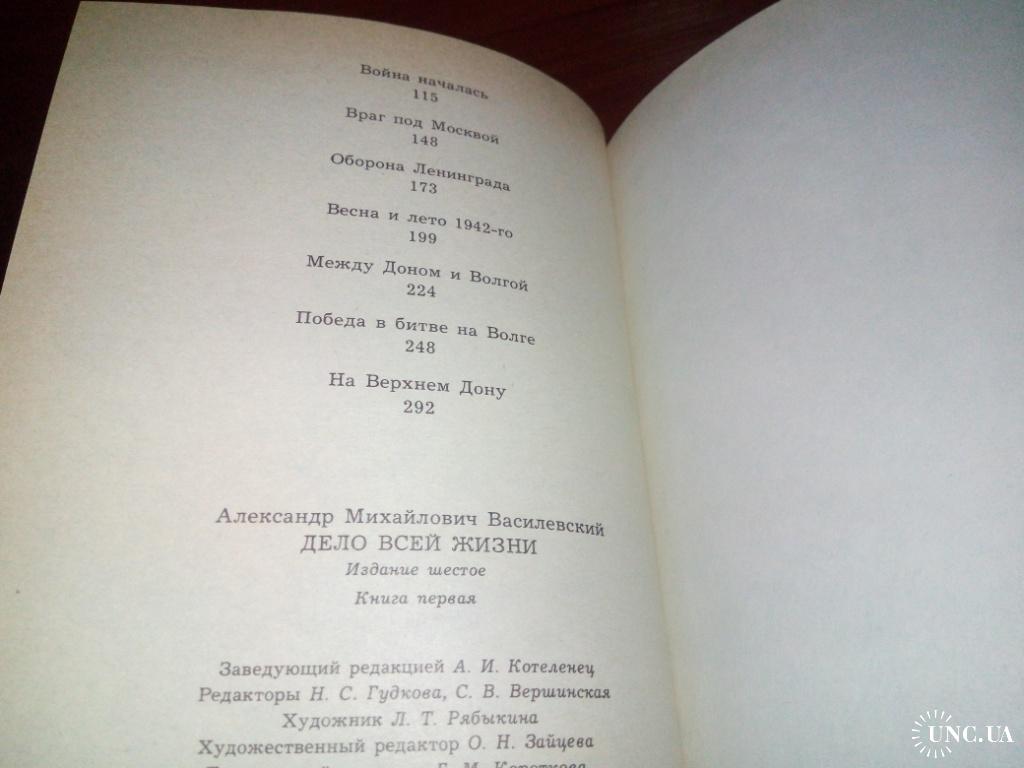 Война началась
115
Враг под Москвой
148
Оборона Ленинграда
173
Весна и лето 1942-го
199
Между Доном и Волгой
224
Победа в битве на Волге
248
На Верхнем Дону
292
Александр Михайлович Василевский
ДЕЛО ВСЕЙ ЖИЗНИ
Издание шестое
Книга первая
Заведующий редакцией А. И. Котеленец
Редакторы Н. С. Гудкова, С. В. Вершинская
Художник Л. Т. Рябыкина
Художественный редактор О. Н. Зайцева
UNC.UA